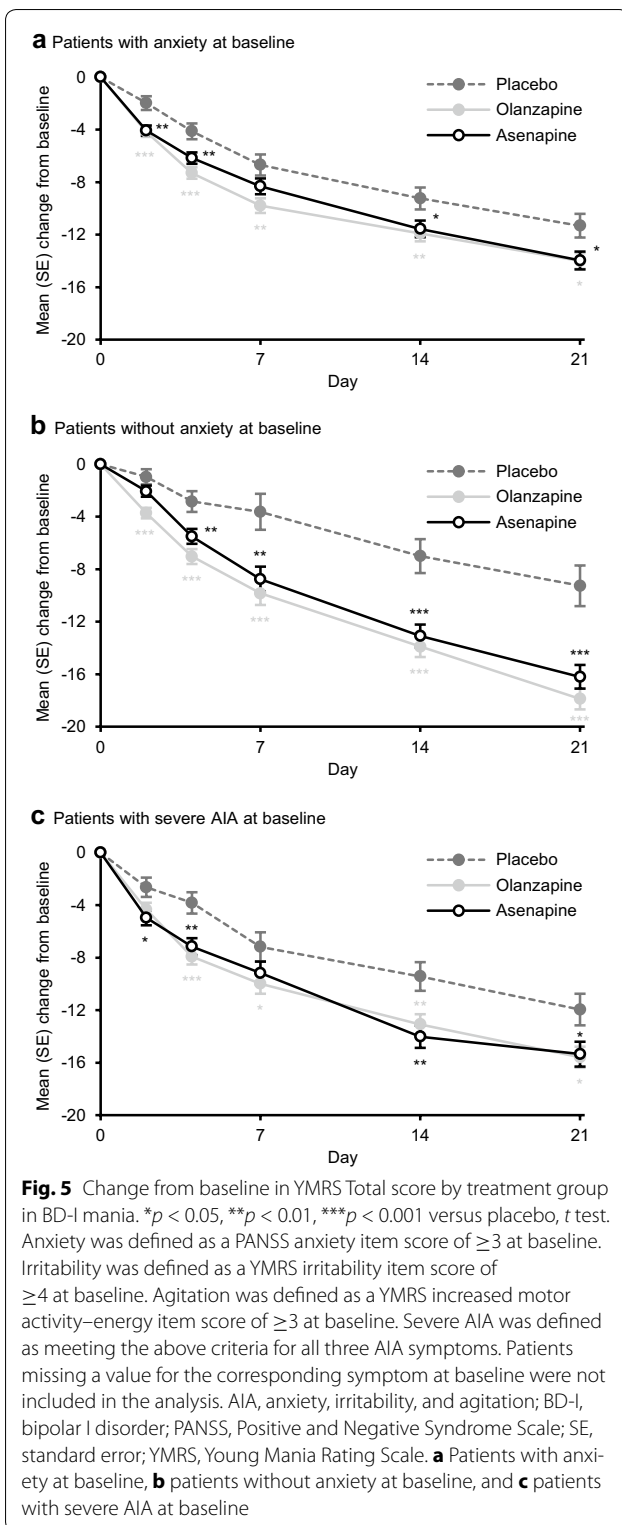 a Patients with anxiety at baseline
0
-4
-8
-12
-16
-20
Mean (SE) change from baseline
Placebo
Olanzapine
Asenapine
**
**
*
*
***
***
**
**
*
0
7
14
21
Day
b Patients without anxiety at baseline
0
-4
-8
-12
-16
-20
Mean (SE) change from baseline
Placebo
Olanzapine
Asenapine
**
**
***
***
***
***
***
***
***
0
7
14
21
Day
c Patients with severe AIA at baseline
0
-4
-8
-12
-16
-20
Mean (SE) change from baseline
Placebo
Olanzapine
Asenapine
*
**
***
*
**
**
*
*
0
7
14
21
Day
Fig. 5 Change from baseline in YMRS Total score by treatment group
in BD-I mania. *p < 0.05, **p < 0.01, ***p < 0.001 versus placebo, t test.
Anxiety was defined as a PANSS anxiety item score of ≥3 at baseline.
Irritability was defined as a YMRS irritability item score of
≥4 at baseline. Agitation was defined as a YMRS increased motor
activity–energy item score of ≥3 at baseline. Severe AIA was defined
as meeting the above criteria for all three AIA symptoms. Patients
missing a value for the corresponding symptom at baseline were not
included in the analysis. AIA, anxiety, irritability, and agitation; BD-I,
bipolar I disorder; PANSS, Positive and Negative Syndrome Scale; SE,
standard error; YMRS, Young Mania Rating Scale. a Patients with anxi-
ety at baseline, b patients without anxiety at baseline, and c patients
with severe AIA at baseline